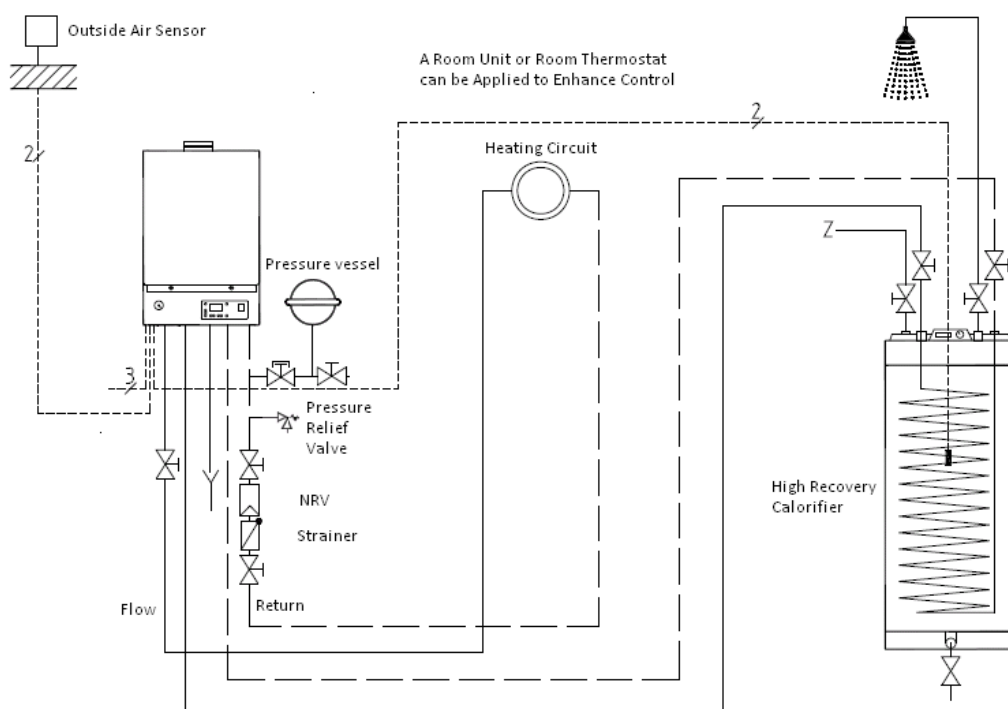 Outside Air Sensor
A Room Unit or Room Thermostat
can be Applied to Enhance Control
2
2
Heating Circuit
Z
Pressure vessel
3
Pressure
Relief
Valve
High Recovery
Calorifier
NRV
Strainer
Flow
Return